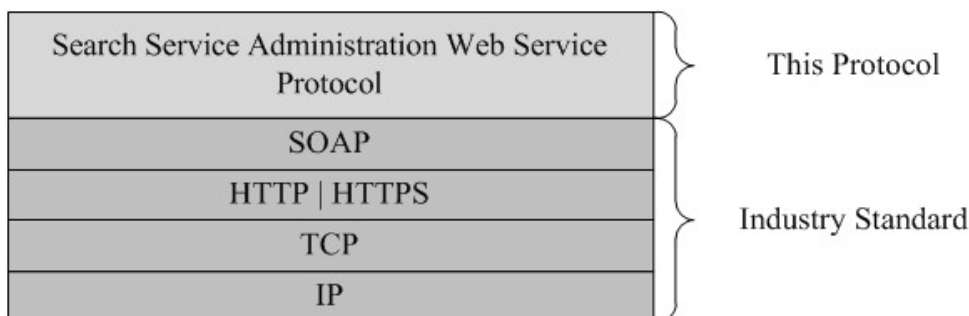 Search Service Administration Web Service
Protocol
This Protocol
SOAP
HTTP | HTTPS
TCP
IP
Industry Standard